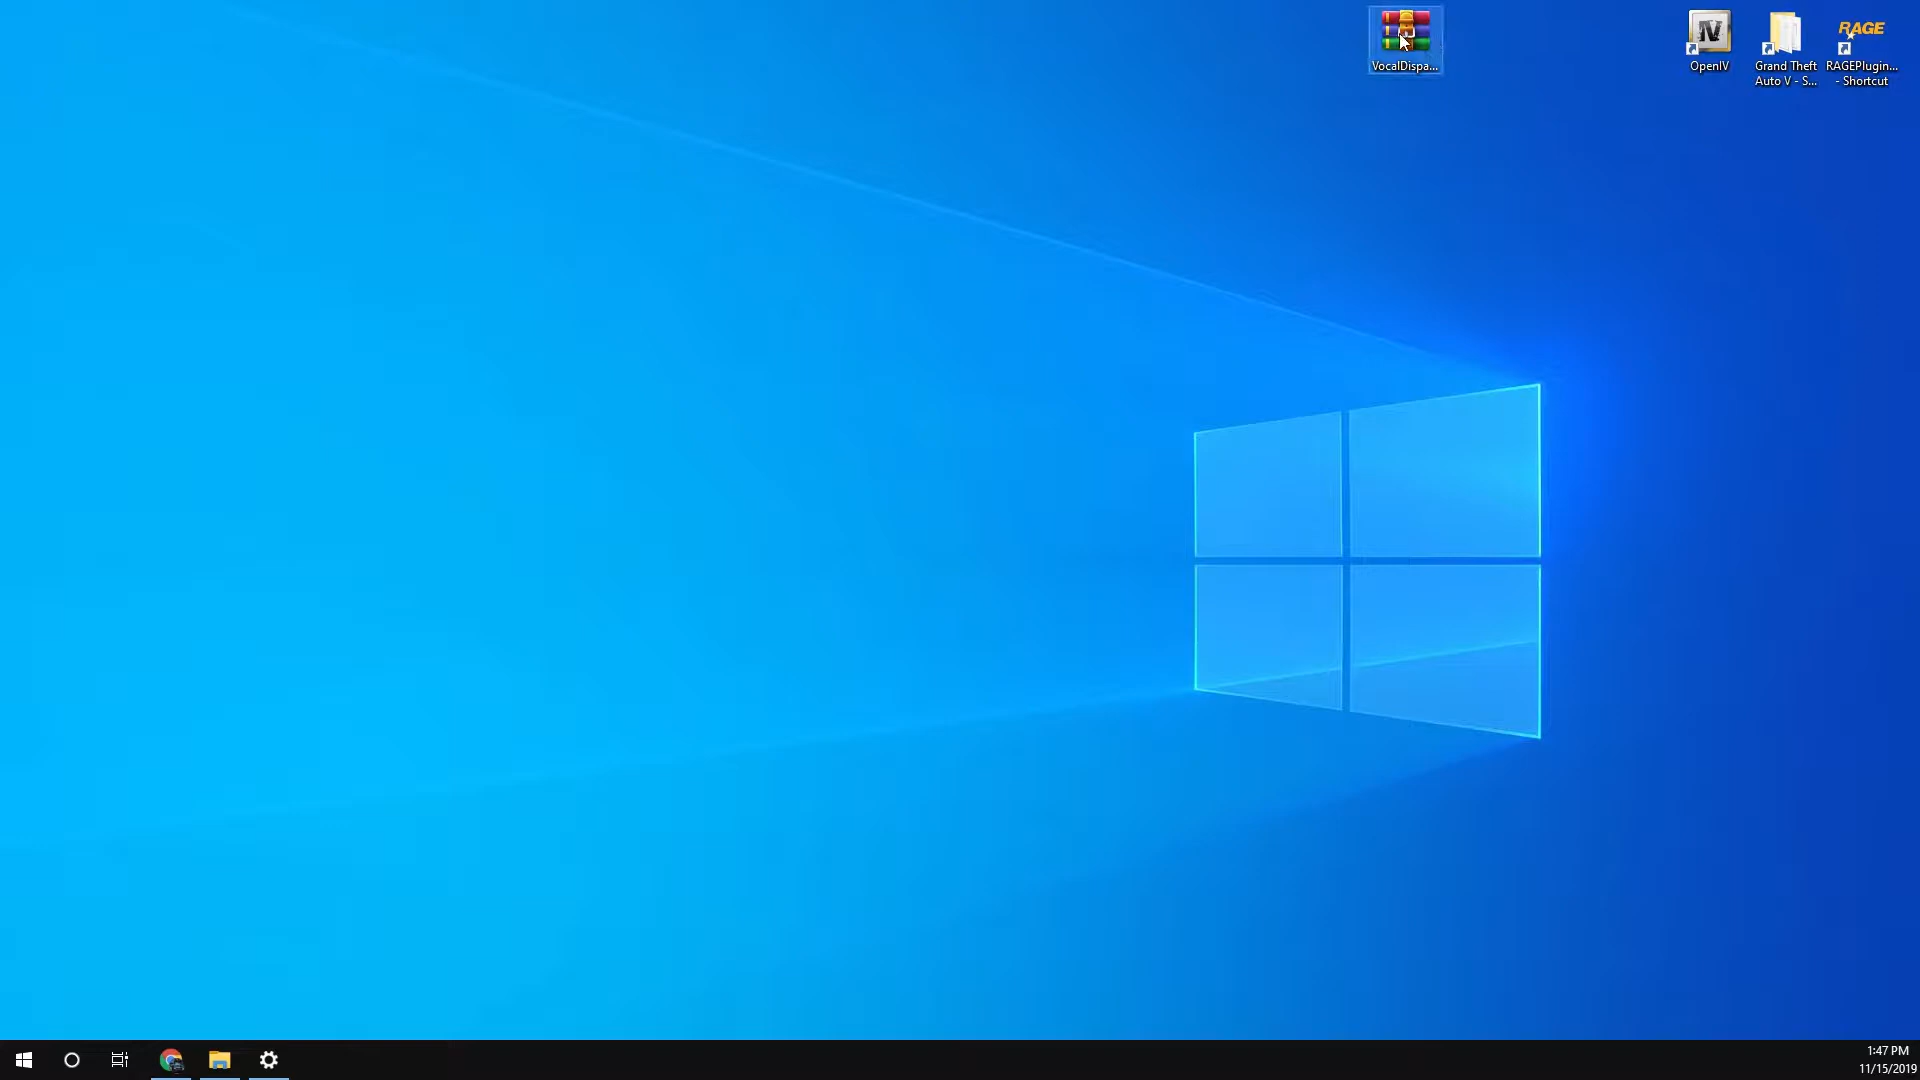 VocalDispa...
OpenIV
Grand Theft
Auto V - S...
RAGE
RAGEPlugin...
- Shortcut
1:47 PM
11/15/2019